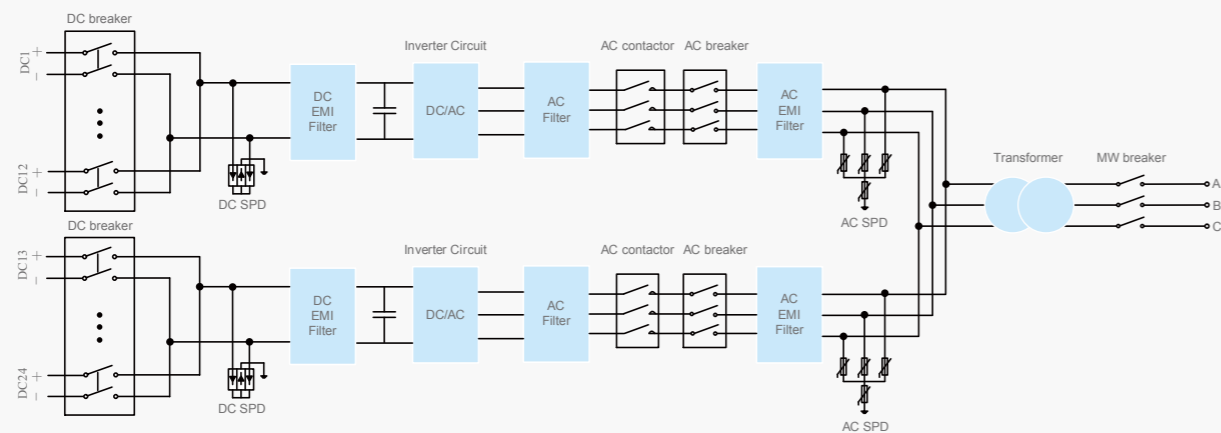 DC breaker
DC1
+
−
DC12
+
−
DC SPD
DC
EMI
Filter
Inverter Circuit
DC/AC
AC
Filter
AC contactor
AC breaker
AC
EMI
Filter
AC SPD
DC breaker
DC13
+
−
DC24
+
−
DC SPD
DC
EMI
Filter
Inverter Circuit
DC/AC
AC
Filter
AC contactor
AC breaker
AC
EMI
Filter
AC SPD
Transformer
MW breaker
A
B
C